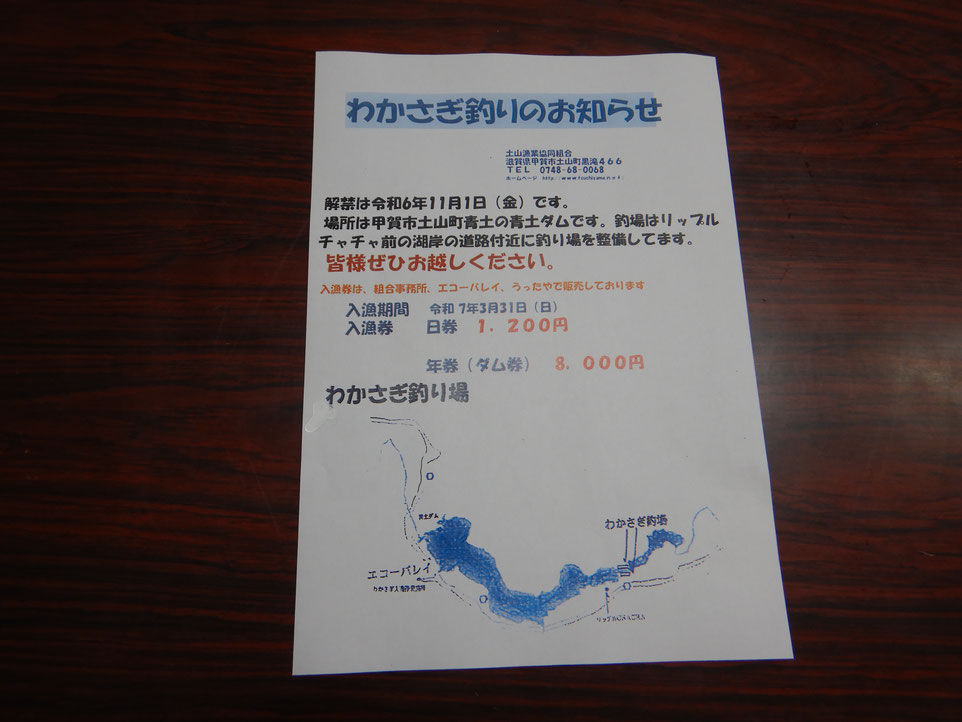 わかさぎ釣りのお知らせ
土山漁業協同組合
滋賀県甲賀市土山町黒滝466
TEL 0748-68-0068
ホームページ
解禁は令和6年11月1日（金）です。
場所は甲賀市土山町青土の青土ダムです。釣場はリップル
チャチャ前の湖岸の道路付近に釣り場を整備してます。
皆様ぜひお越しください。
入漁券は、組合事務所、エコーバレイ、うったやで販売しております
入漁期間 令和7年3月31日（日）
入漁券 日券 1．200円
年券（ダム券） 8．000円
わかさぎ釣り場
青土ダム
わかさぎ釣場
エコーバレイ